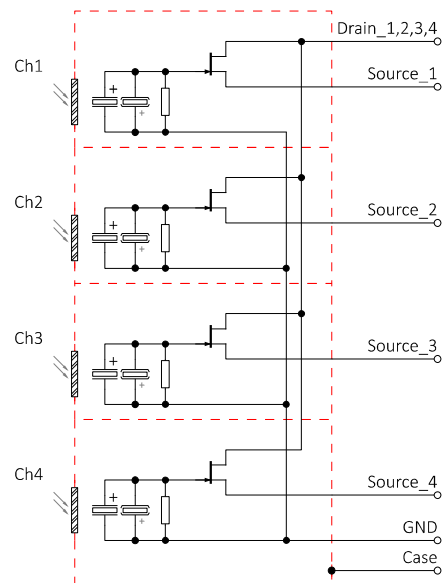 Drain_1,2,3,4
Ch1
Source_1
+
+
Ch2
Source_2
+
+
Ch3
Source_3
+
+
Ch4
Source_4
+
+
GND
Case